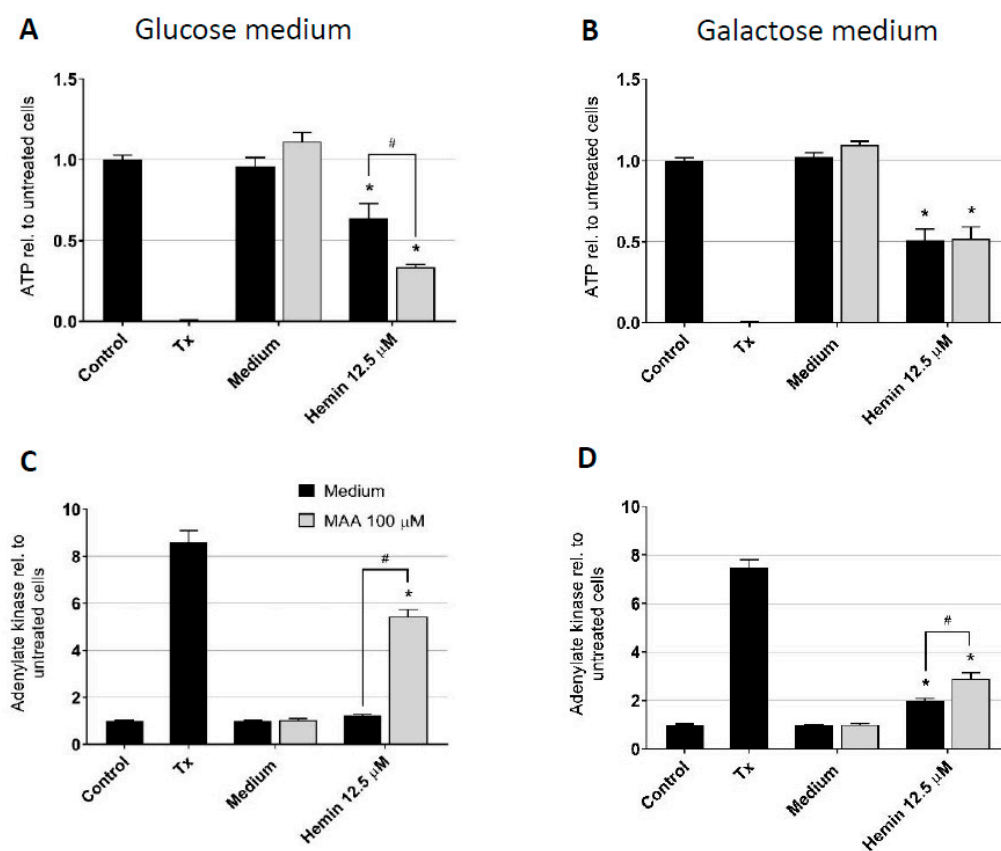 A
Glucose medium
B
Galactose medium
ATP rel. to untreated cells
1.5
1.0
0.5
0.0
#
*
*
Control
Tx
Medium
Hemin 12.5 μM
ATP rel. to untreated cells
1.5
1.0
0.5
0.0
*
*
Control
Tx
Medium
Hemin 12.5 μM
C
Adenylate kinase rel. to
untreated cells
10
8
6
4
2
0
Medium
MAA 100 μM
#
*
Control
Tx
Medium
Hemin 12.5 μM
D
Adenylate kinase rel. to
untreated cells
10
8
6
4
2
0
#
*
*
Control
Tx
Medium
Hemin 12.5 μM